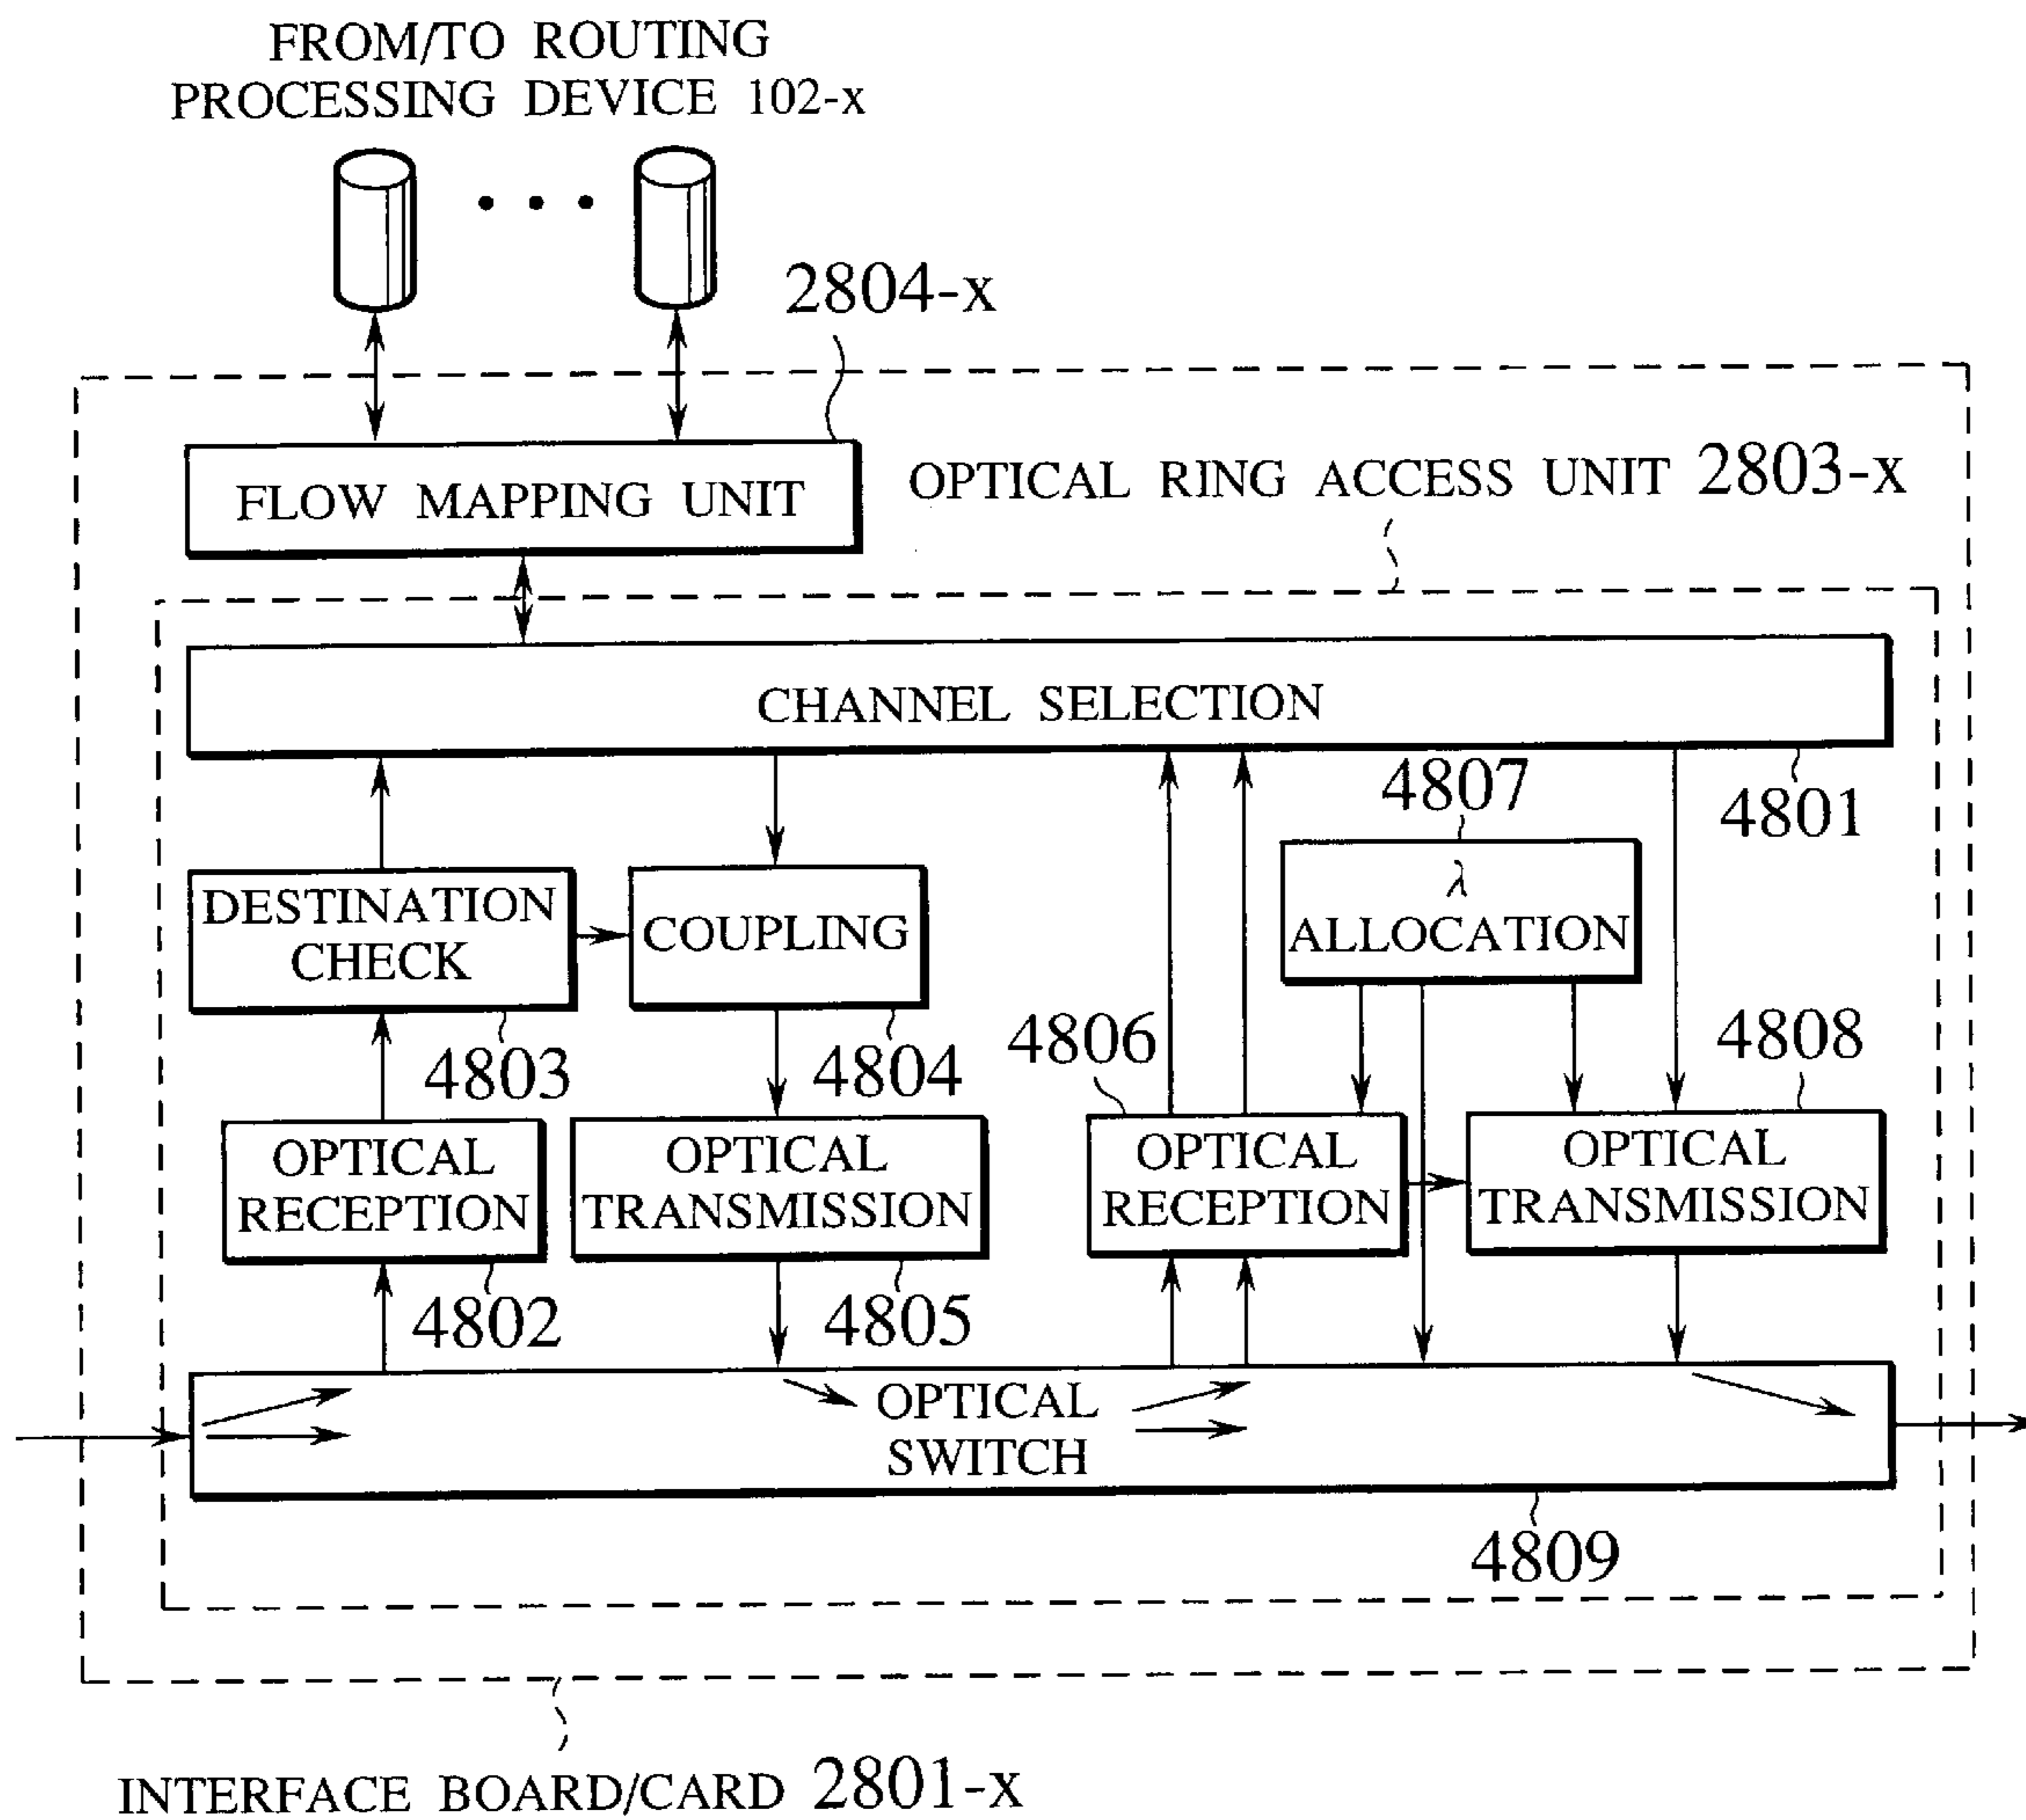 FROM/TO ROUTING
PROCESSING DEVICE 102-x
2804-x
FLOW MAPPING UNIT
OPTICAL RING ACCESS UNIT 2803-x
CHANNEL SELECTION
4807
4801
λ
ALLOCATION
DESTINATION
CHECK
COUPLING
4803
4804
4806
4808
OPTICAL
RECEPTION
OPTICAL
TRANSMISSION
OPTICAL
RECEPTION
OPTICAL
TRANSMISSION
4802
4805
OPTICAL
SWITCH
4809
INTERFACE BOARD/CARD 2801-x